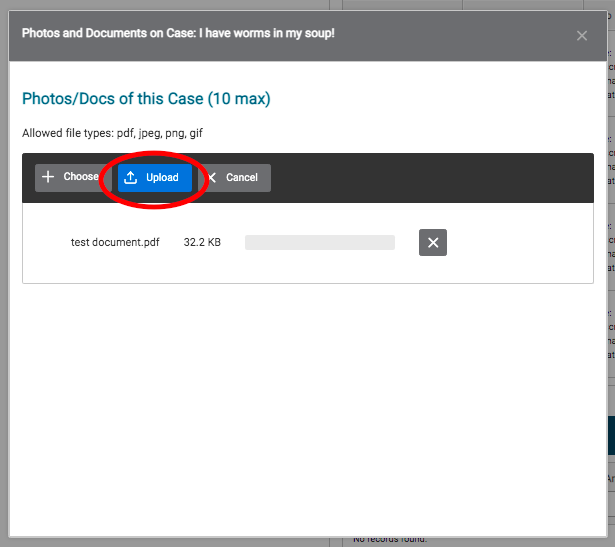 Photos and Documents on Case: I have worms in my soup!
Photos/Docs of this Case (10 max)
Allowed file types: pdf, jpeg, png, gif
Choose Upload Cancel
test document.pdf 32.2 KB
No records found.